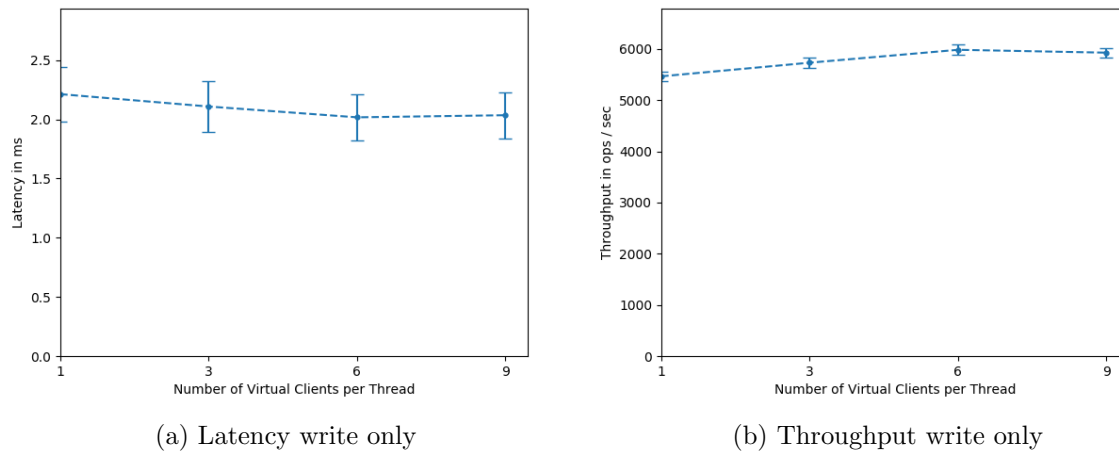 2.5
2.0
1.5
1.0
0.5
0.0
Latency in ms
1 3 6 9
Number of Virtual Clients per Thread
(a) Latency write only
6000
5000
4000
3000
2000
1000
0
Throughput in ops / sec
1 3 6 9
Number of Virtual Clients per Thread
(b) Throughput write only